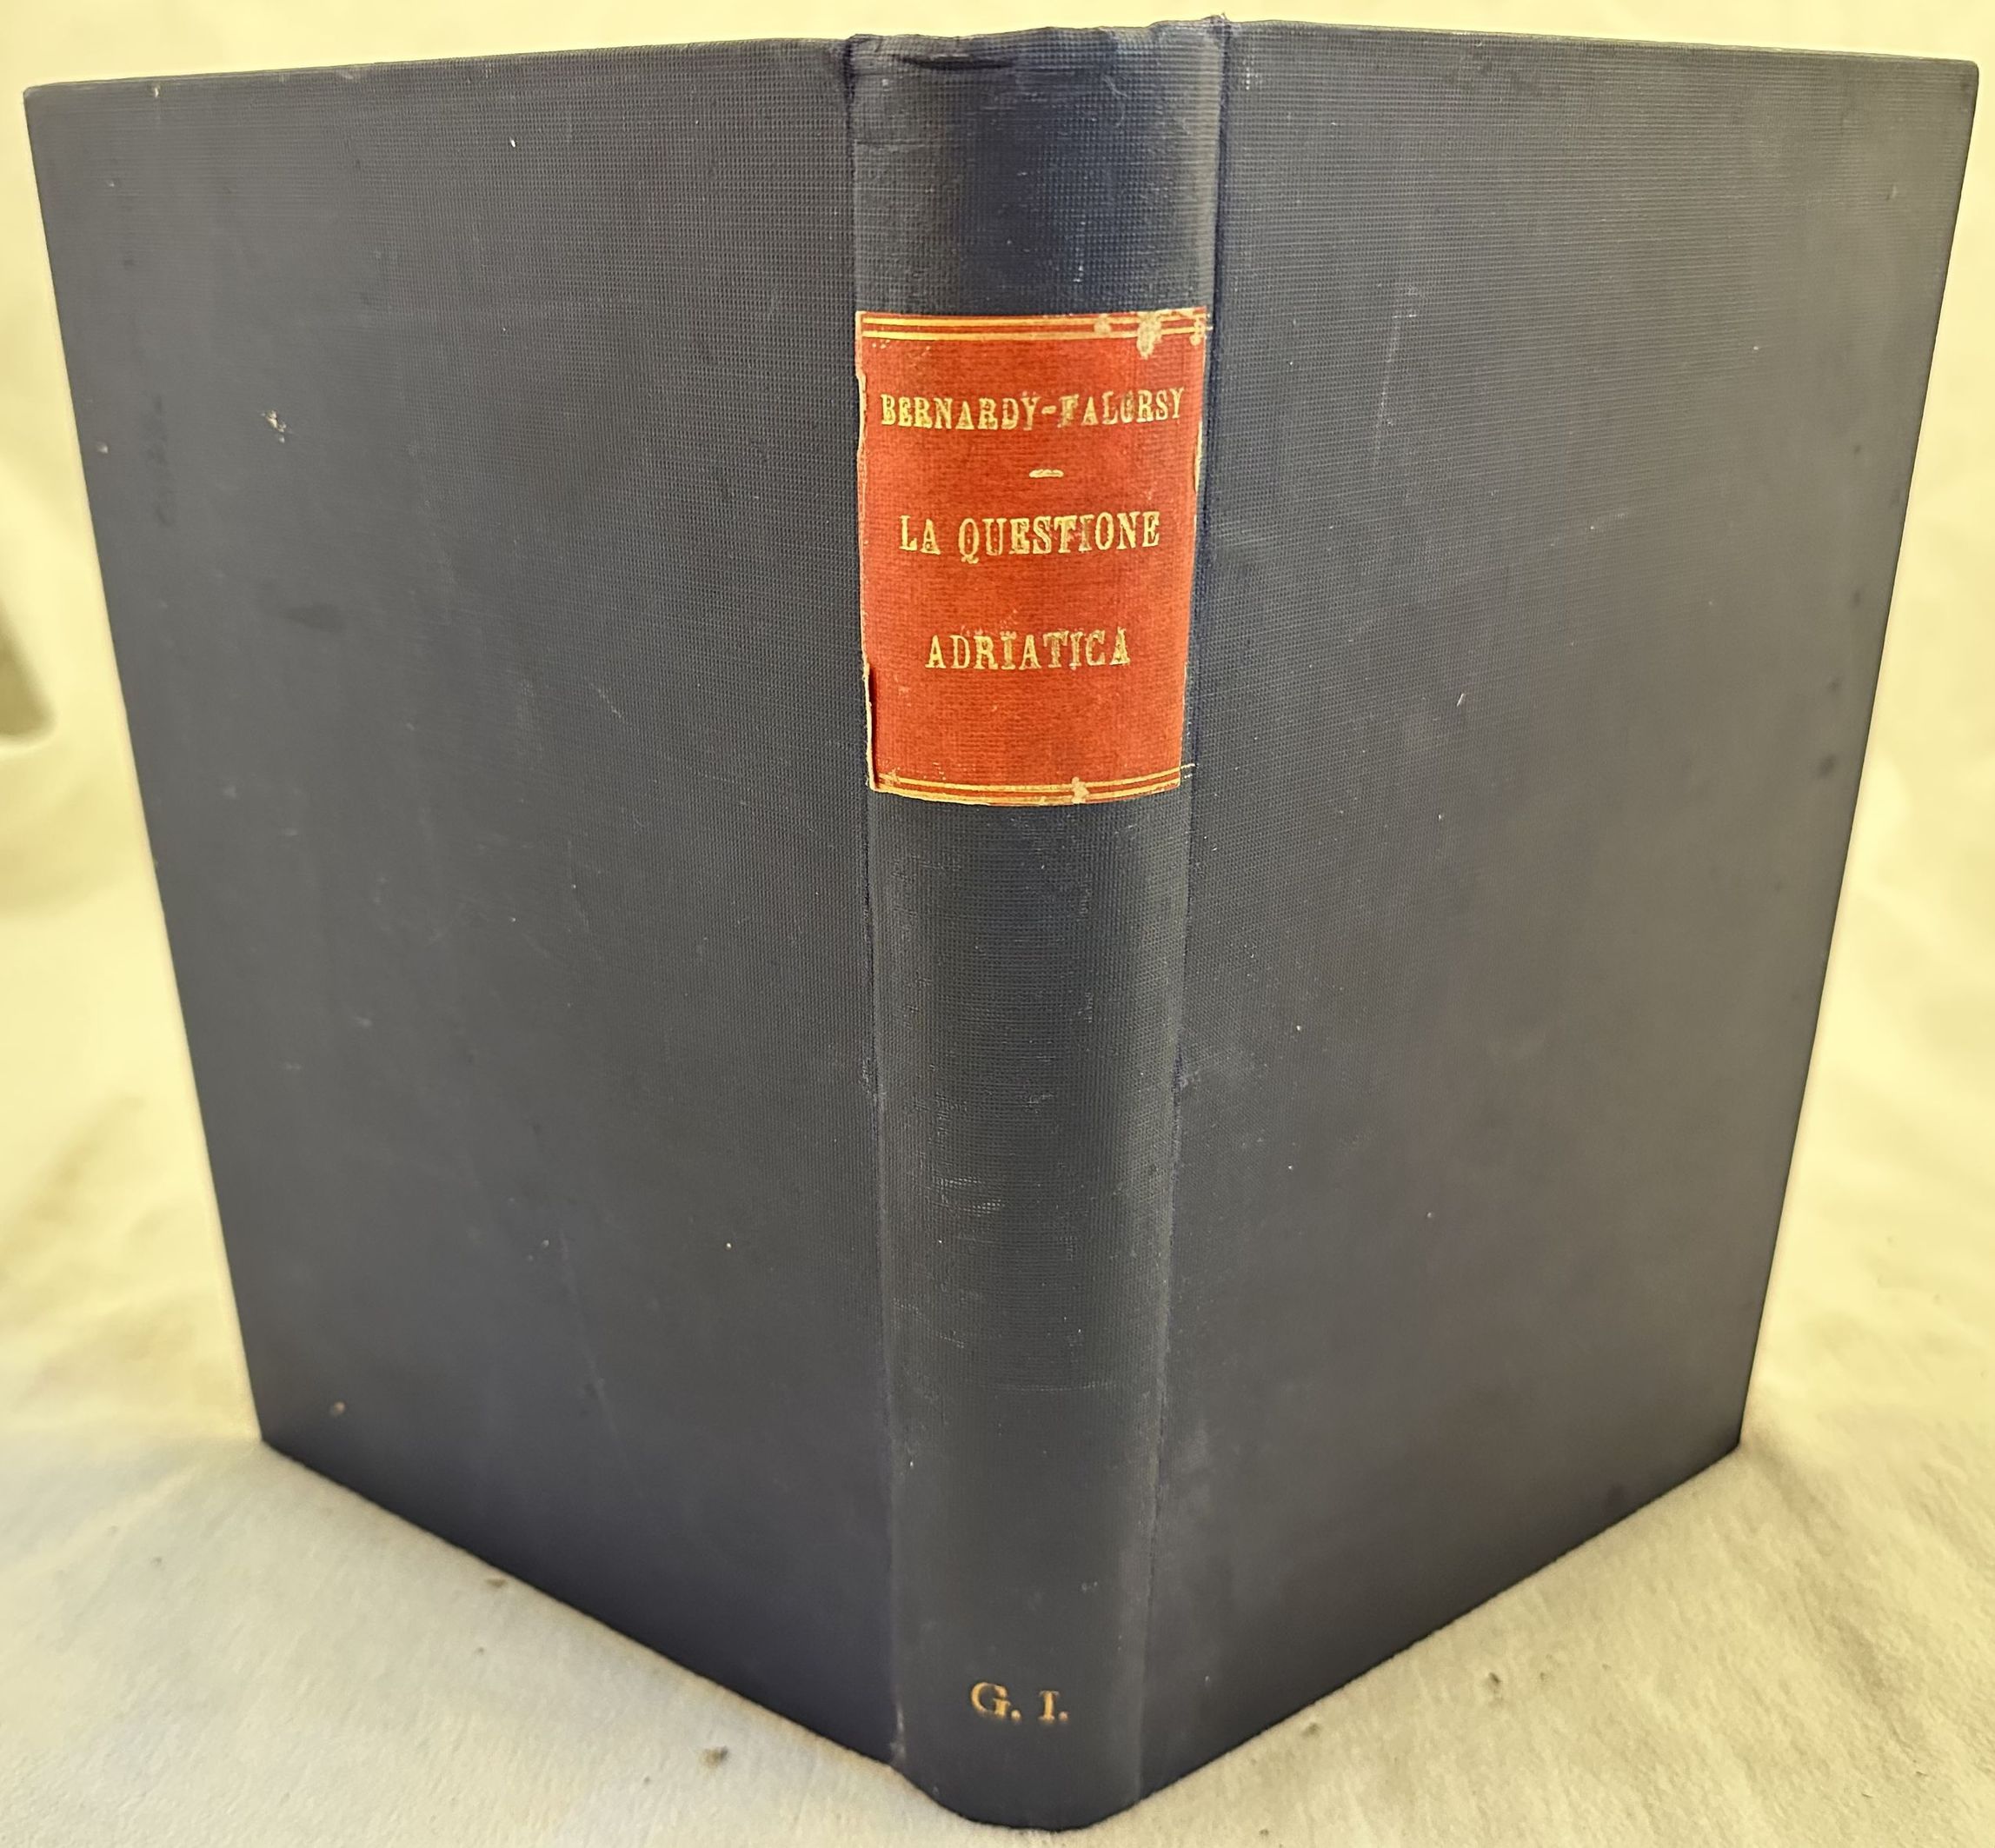 BERNARDY-FALORSY
LA QUESTIONE
ADRIATICA
G. I.